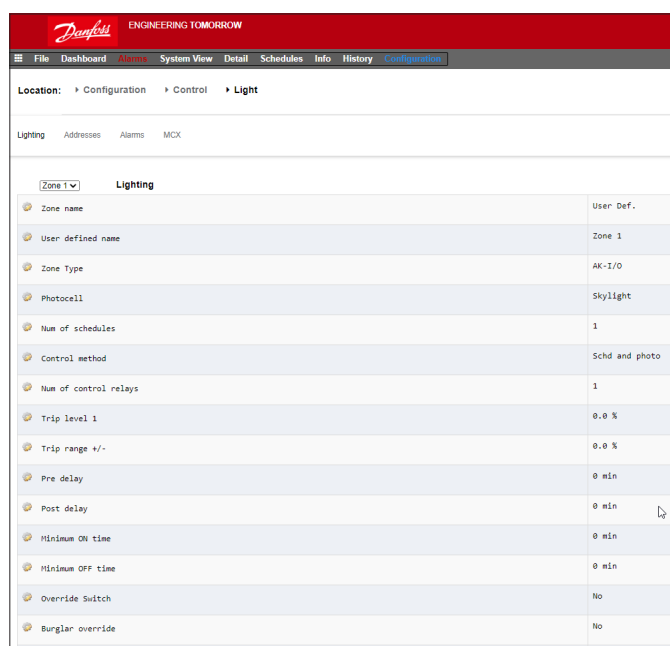 Danfoss ENGINEERING TOMORROW
File Dashboard Alarms System View Detail Schedules Info History Configuration
Location: Configuration Control Light
Lighting Addresses Alarms MCX
Zone 1 Lighting
Zone name User Def.
User defined name Zone 1
Zone Type AK-I/O
Photocell Skylight
Num of schedules 1
Control method Schd and photo
Num of control relays 1
Trip level 1 0.0 %
Trip range +/- 0.0 %
Pre delay 0 min
Post delay 0 min
Minimum ON time 0 min
Minimum OFF time 0 min
Override Switch No
Burglar override No